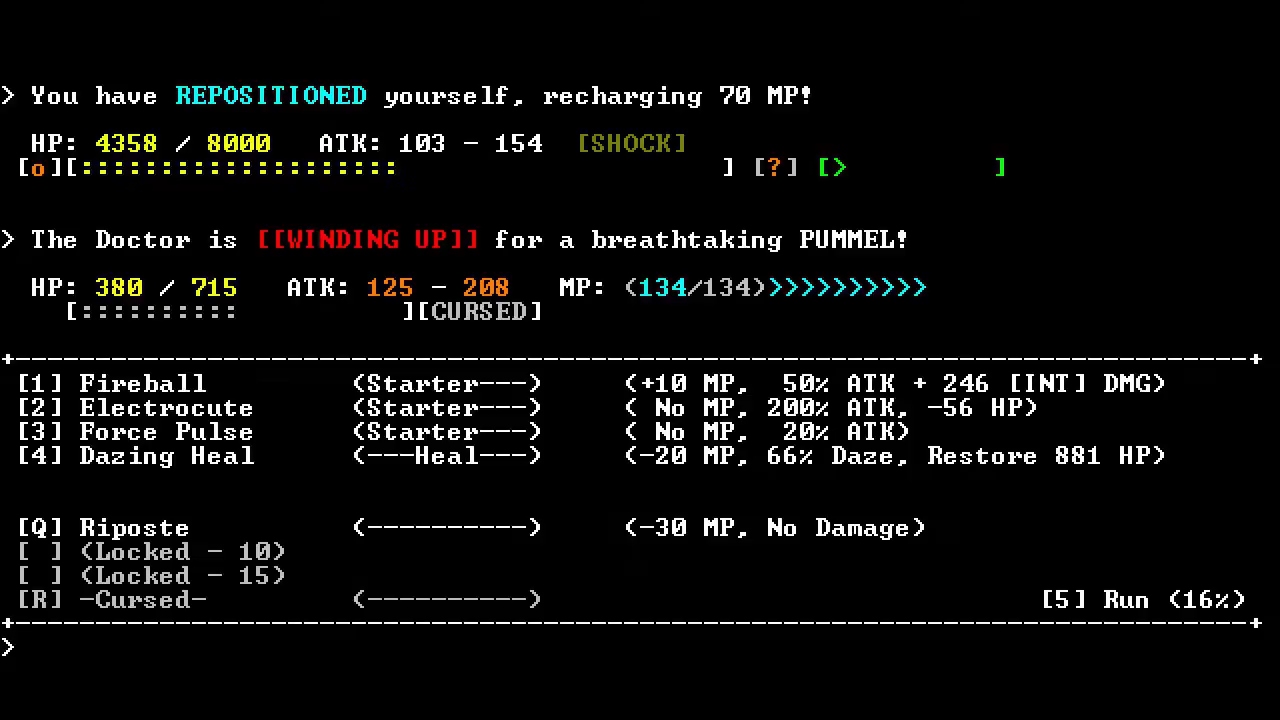 > You have REPOSITIONED yourself, recharging 70 MP!
HP: 4358 / 8000   ATK: 103 - 154  [SHOCK]
[o][::::::::::::::::::::                    ] [?] [>         ]
> The Doctor is [[WINDING UP]] for a breathtaking PUMMEL!
HP: 380 / 715   ATK: 125 - 208   MP: (134/134)>>>>>>>>>>
[::::::::::          ][CURSED]
+------------------------------------------------------------------------------+
[1] Fireball         (Starter---)     (+10 MP,  50% ATK + 246 [INT] DMG)
[2] Electrocute      (Starter---)     ( No MP, 200% ATK, -56 HP)
[3] Force Pulse      (Starter---)     ( No MP,  20% ATK)
[4] Dazing Heal      (---Heal---)     (-20 MP, 66% Daze, Restore 881 HP)
[Q] Riposte          (----------)     (-30 MP, No Damage)
[ ] (Locked - 10)
[ ] (Locked - 15)
[R] -Cursed-         (----------)                               [5] Run (16%)
+------------------------------------------------------------------------------+
>